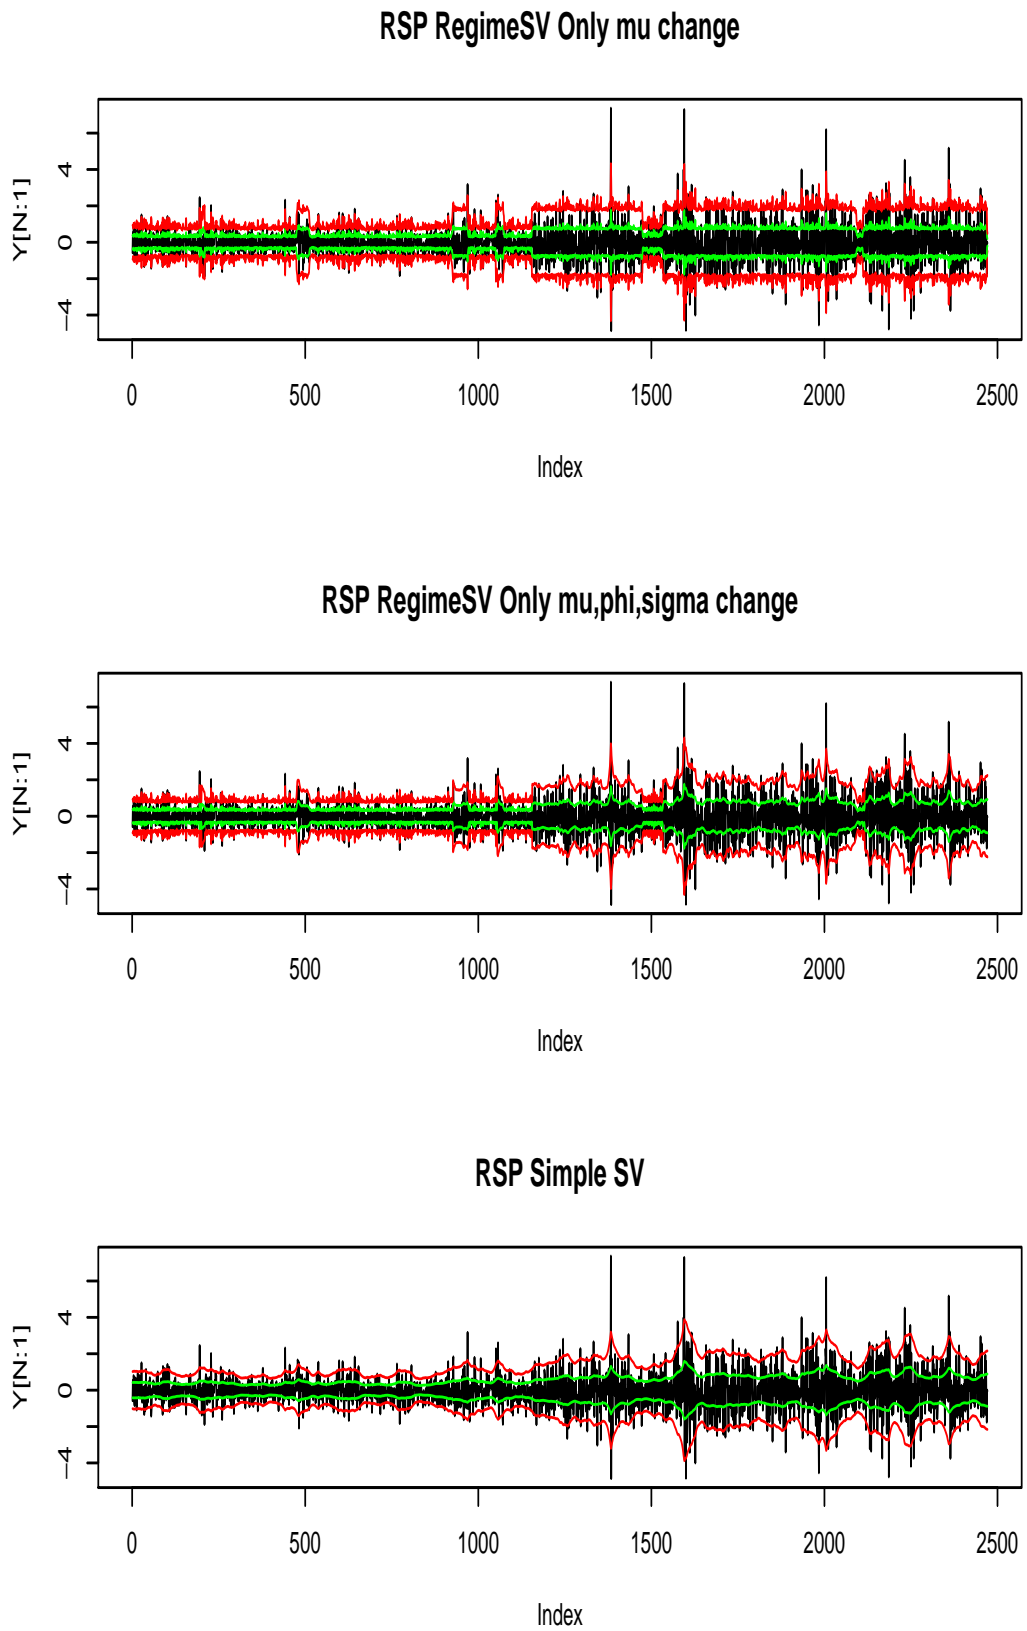 RSP RegimeSV Only mu change
Y[N:1]
4
0
−4
0 500 1000 1500 2000 2500
Index
RSP RegimeSV Only mu,phi,sigma change
Y[N:1]
4
0
−4
0 500 1000 1500 2000 2500
Index
RSP Simple SV
Y[N:1]
4
0
−4
0 500 1000 1500 2000 2500
Index